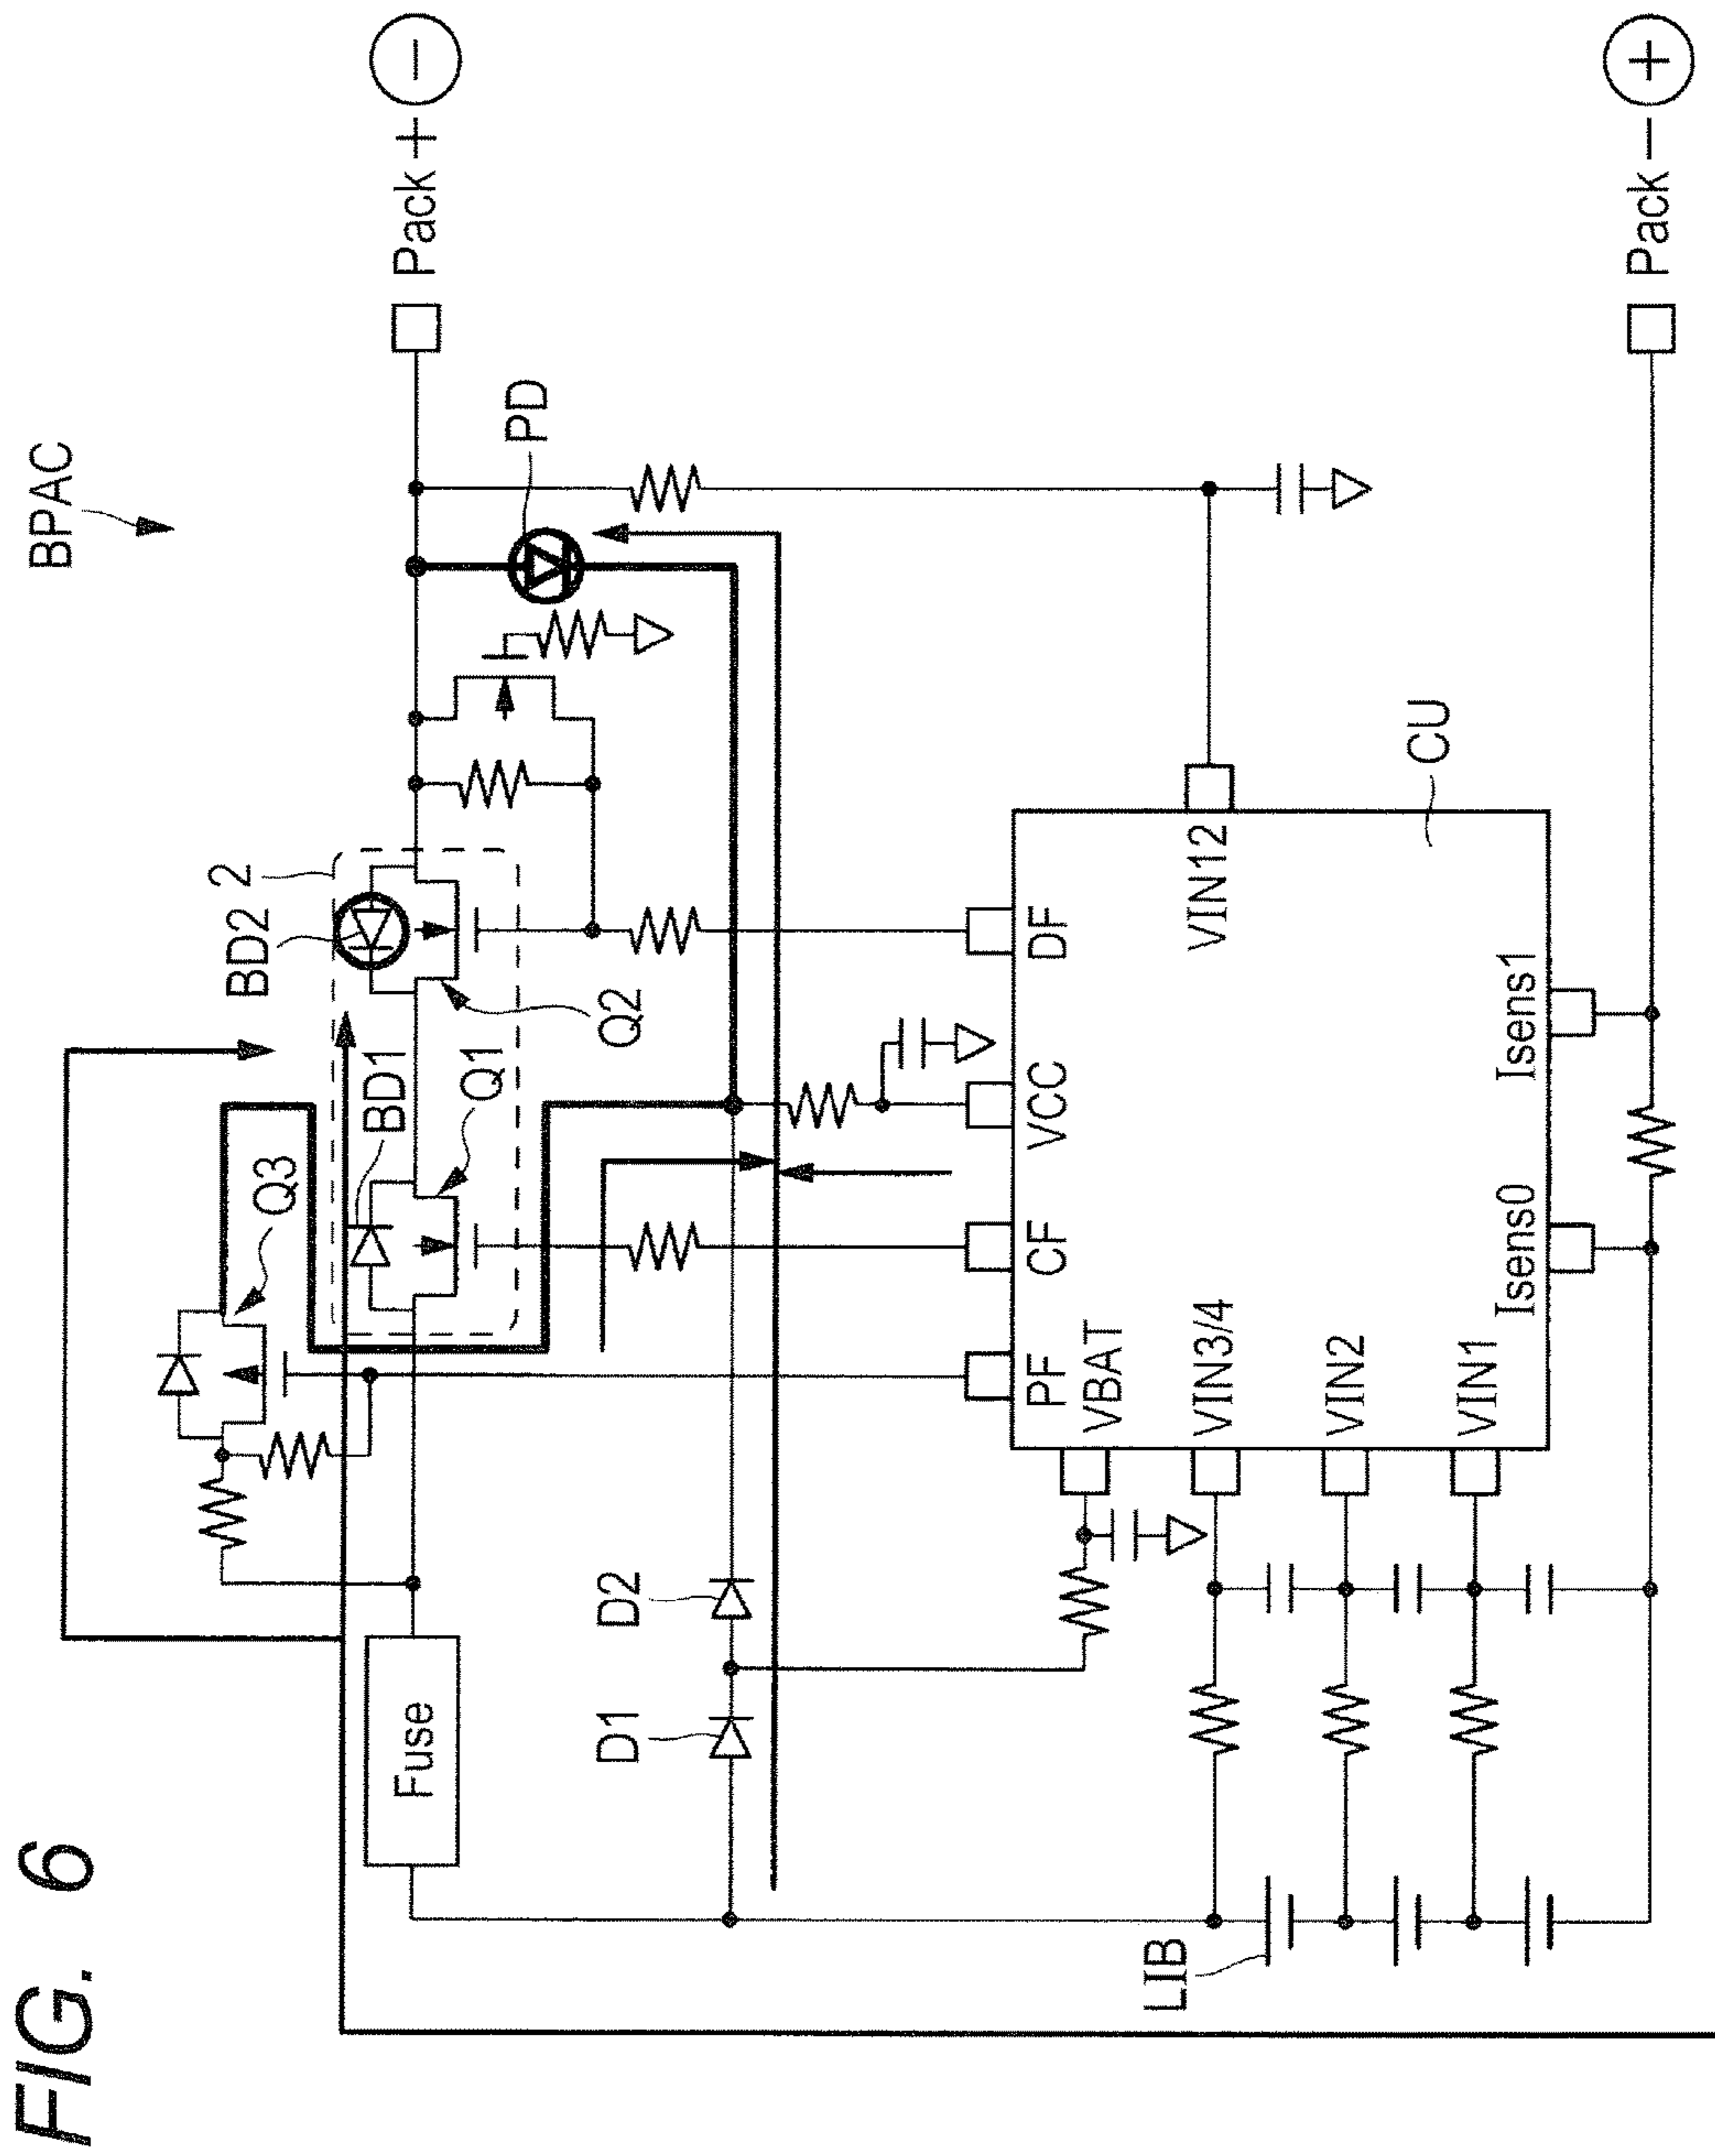 FIG. 6
BPAC
Pack +
−
Pack −
+
PD
2
BD2
Q2
BD1
Q1
Q3
Fuse
D1
D2
LIB
CU
DF
VCC
CF
PF
VBAT
VIN3/4
VIN2
VIN1
VIN12
Isens0
Isens1